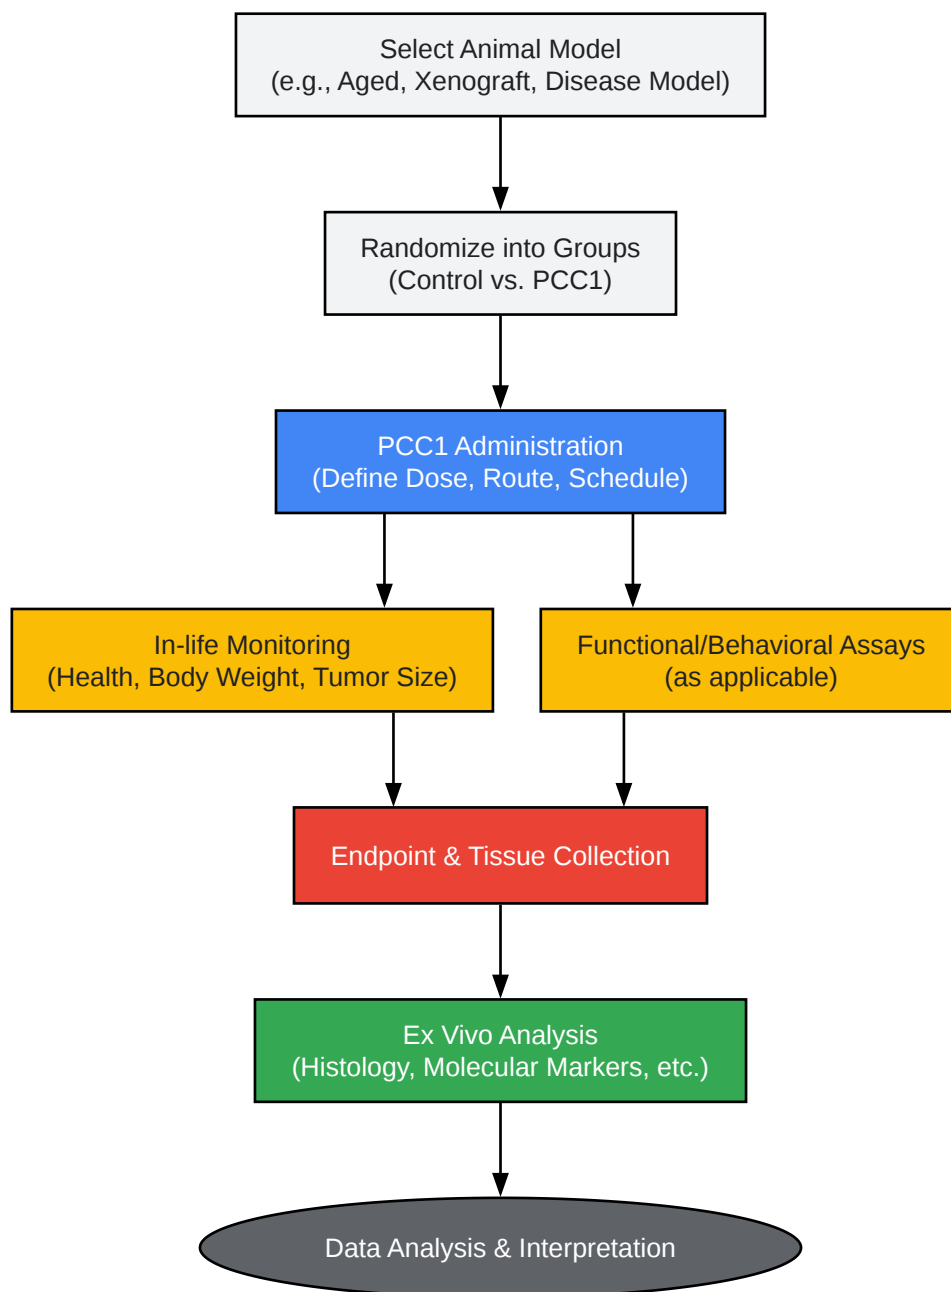 Select Animal Model
(e.g., Aged, Xenograft, Disease Model)
Randomize into Groups
(Control vs. PCC1)
PCC1 Administration
(Define Dose, Route, Schedule)
In-life Monitoring
(Health, Body Weight, Tumor Size)
Functional/Behavioral Assays
(as applicable)
Endpoint & Tissue Collection
Ex Vivo Analysis
(Histology, Molecular Markers, etc.)
Data Analysis & Interpretation